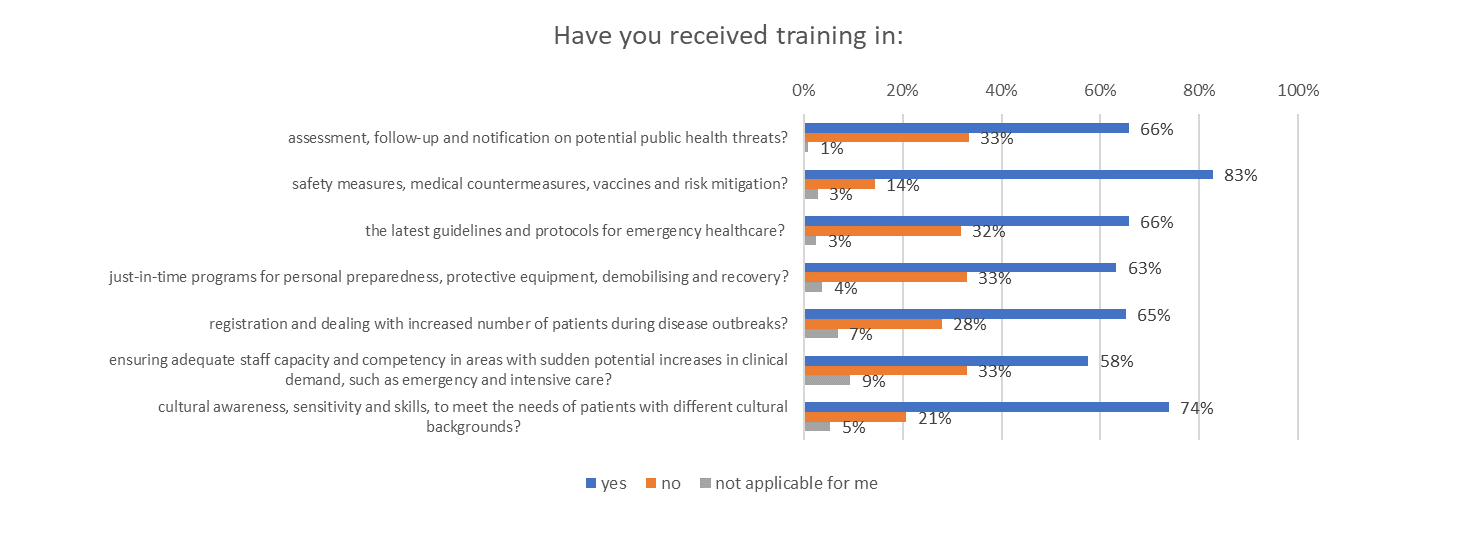 Have you received training in:
0% 20% 40% 60% 80% 100%
assessment, follow-up and notification on potential public health threats?
66%
33%
1%
safety measures, medical countermeasures, vaccines and risk mitigation?
83%
14%
3%
the latest guidelines and protocols for emergency healthcare?
66%
32%
3%
just-in-time programs for personal preparedness, protective equipment, demobilising and recovery?
63%
33%
4%
registration and dealing with increased number of patients during disease outbreaks?
65%
28%
7%
ensuring adequate staff capacity and competency in areas with sudden potential increases in clinical
demand, such as emergency and intensive care?
58%
33%
9%
cultural awareness, sensitivity and skills, to meet the needs of patients with different cultural
backgrounds?
74%
21%
5%
yes no not applicable for me